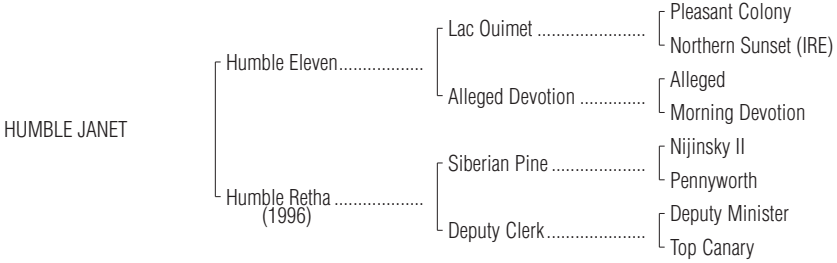 Pleasant Colony
Lac Ouimet .......................
Northern Sunset (IRE)
Humble Eleven..................
Alleged
Alleged Devotion ..............
Morning Devotion
HUMBLE JANET
Nijinsky II
Siberian Pine ....................
Pennyworth
Humble Retha ...................
(1996)
Deputy Minister
Deputy Clerk.....................
Top Canary